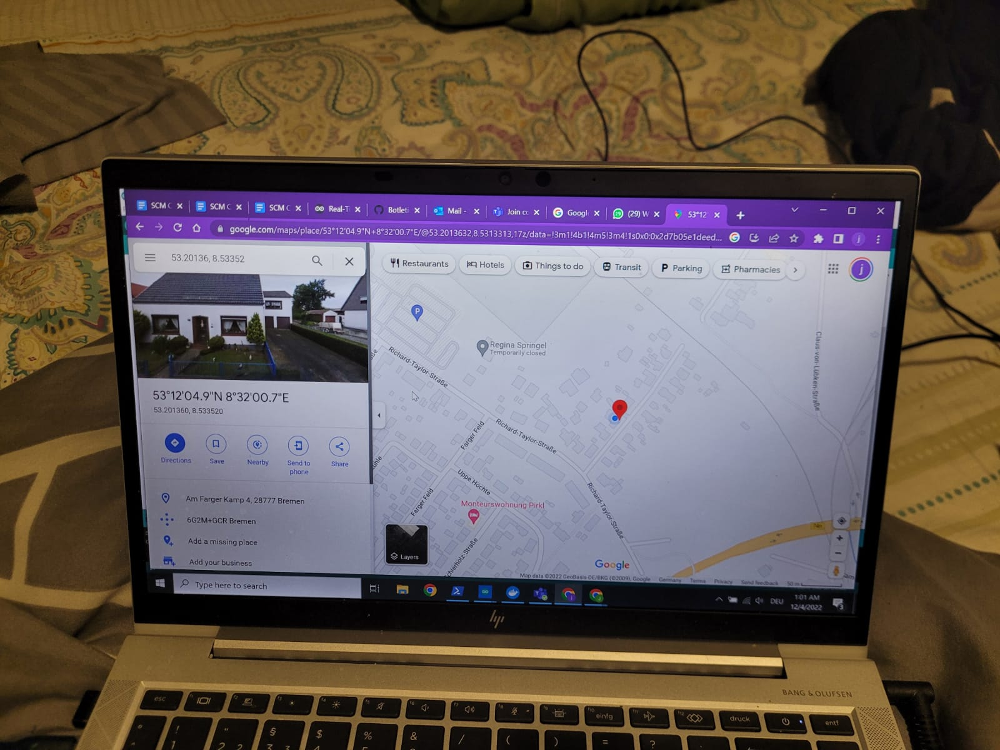 SCM C
SCM C
SCM C
Real-Ti
Botleti
Mail -
Join cc
Googl
(29) W
53°12'
google.com/maps/place/53°12'04.9"N+8°32'00.7"E/@53.2013632,8.5313313,17z/data=!3m1!4b1!4m5!3m4!1s0x0:0x2d7b05e1deed...
53.20136, 8.53352
Restaurants
Hotels
Things to do
Transit
P Parking
Pharmacies
j
P
Regina Springel
Temporarily closed
Richard-Taylor-Straße
Claus-von-Lübken-Straße
53°12'04.9"N 8°32'00.7"E
53.201360, 8.533520
Richard-Taylor-Straße
Farger Feld
Directions
Save
Nearby
Send to
phone
Share
Uppe Höchte
Farger Feld
Richard-Taylor-Straße
Am Farger Kamp 4, 28777 Bremen
Monteurswohnung Pirkl
6G2M+GCR Bremen
Add a missing place
Add your business
Layers
Google
Map data ©2022 GeoBasis-DE/BKG (©2009), Google
Germany
Terms
Privacy
Send feedback
50 m
Type here to search
DEU
1:01 AM
12/4/2022
3
hp
BANG & OLUFSEN
esc
einfg
druck
entf
° ! " § $ % & / ( ) = ?